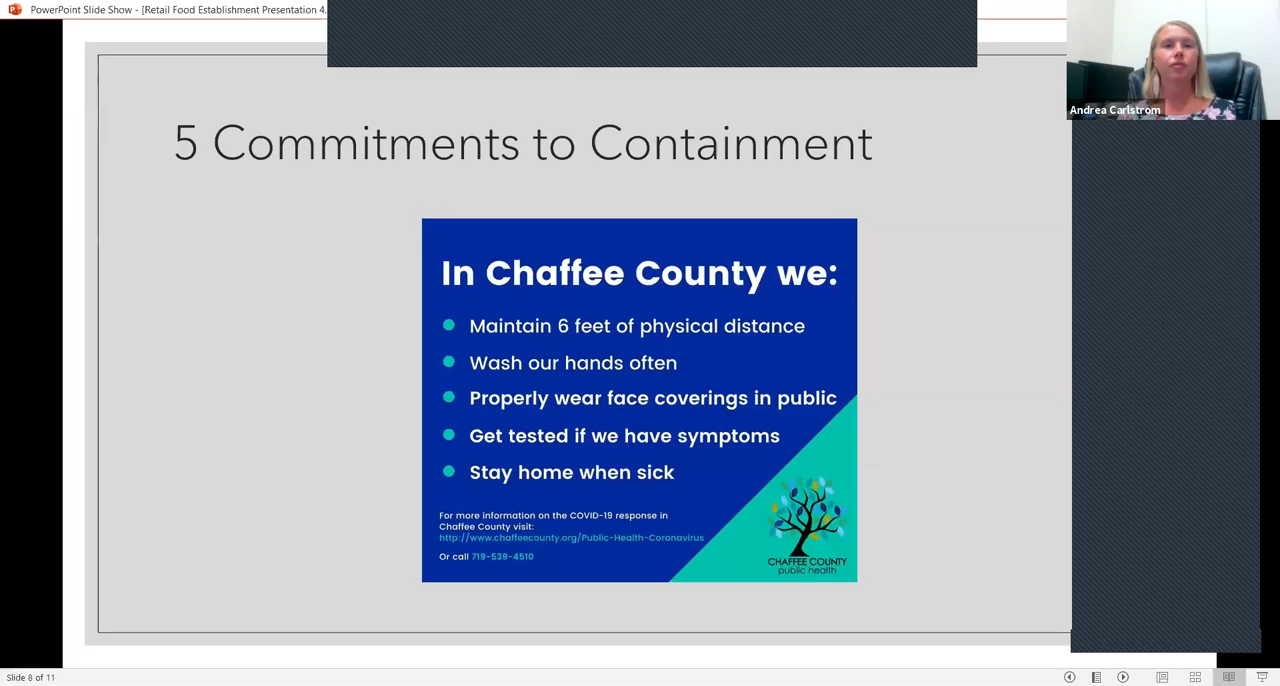 PowerPoint Slide Show - [Retail Food Establishment Presentation 4.
Andrea Carlstrom
5 Commitments to Containment
In Chaffee County we:
Maintain 6 feet of physical distance
Wash our hands often
Properly wear face coverings in public
Get tested if we have symptoms
Stay home when sick
For more information on the COVID-19 response in
Chaffee County visit:
http://www.chaffeecounty.org/Public-Health-Coronavirus
Or call 719-539-4510
CHAFFEE COUNTY
public health
Slide 8 of 11